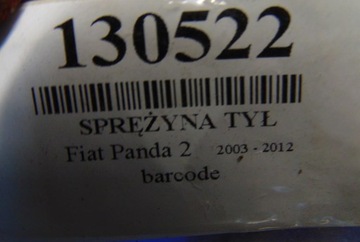 130522
SPRĘŻYNA TYŁ
Fiat Panda 2 2003 - 2012
barcode